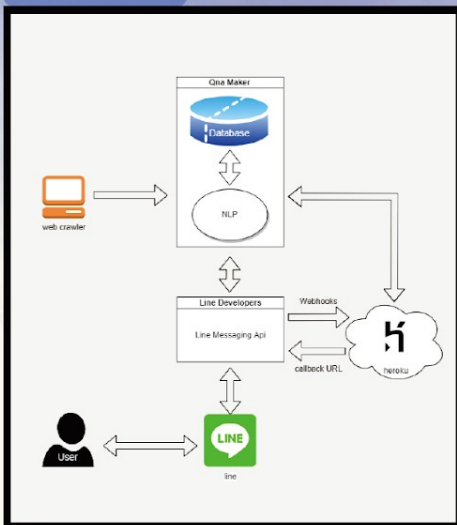 Qna Maker
Database
NLP
web crawler
Line Developers
Line Messaging Api
Webhooks
callback URL
heroku
User
LINE
line